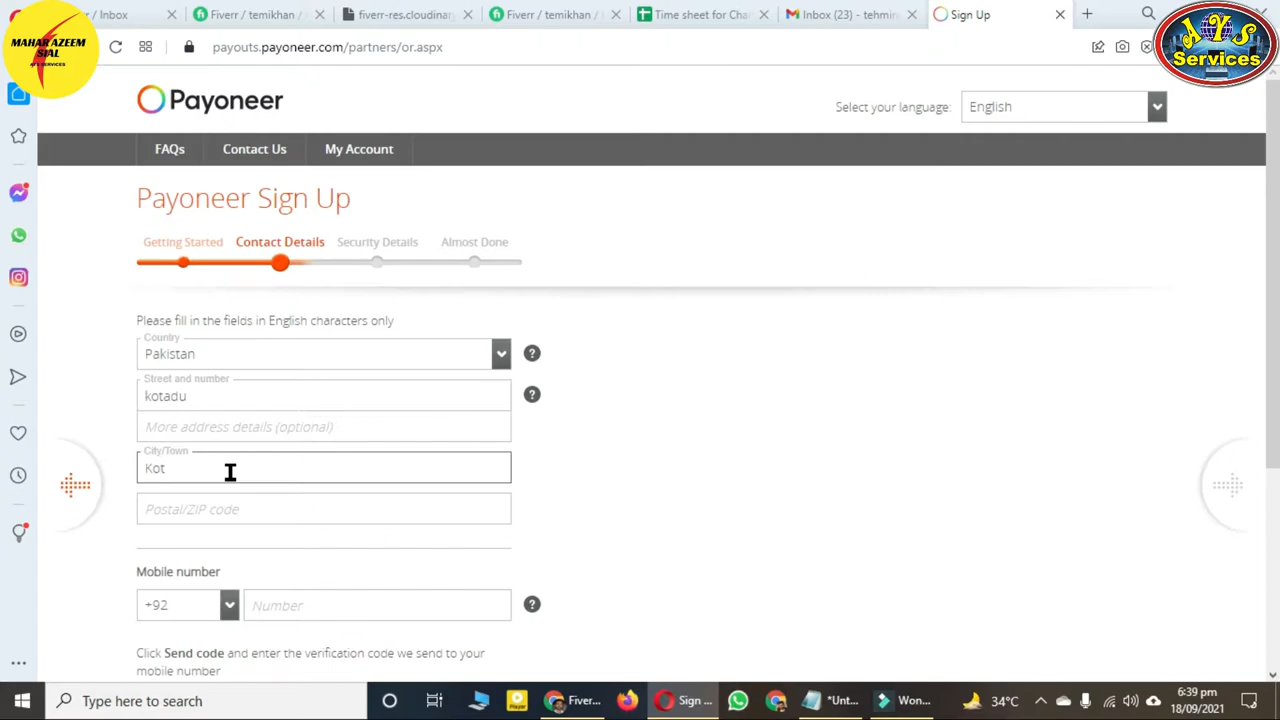 / Inbox
Fiverr / temikhan /
fiverr-res.cloudinary
Fiverr / temikhan /
Time sheet for Cha
Inbox (23) - tehmin
Sign Up
MAHAR AZEEM
SIAL
AYS SERVICES
payouts.payoneer.com/partners/or.aspx
AYS
Services
Payoneer
Select your language:
English
FAQs
Contact Us
My Account
Payoneer Sign Up
Getting Started
Contact Details
Security Details
Almost Done
Please fill in the fields in English characters only
Country
Pakistan
?
Street and number
kotadu
?
More address details (optional)
City/Town
Kot
Postal/ZIP code
Mobile number
+92
Number
?
Click Send code and enter the verification code we send to your
mobile number
Type here to search
Fiver...
Sign ...
*Unt...
Won...
34°C
6:39 pm
18/09/2021